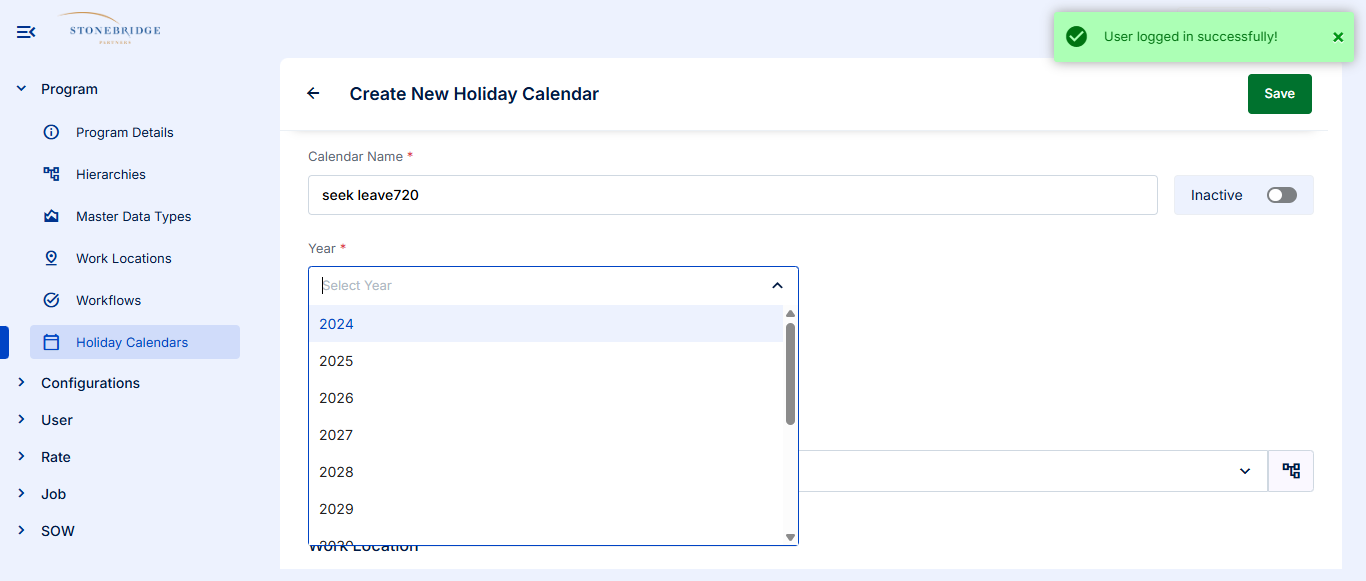 STONEBRIDGE
PARTNERS
User logged in successfully!
Program
Program Details
Hierarchies
Master Data Types
Work Locations
Workflows
Holiday Calendars
Configurations
User
Rate
Job
SOW
Create New Holiday Calendar
Save
Calendar Name *
seek leave720
Inactive
Year *
Select Year
2024
2025
2026
2027
2028
2029
2030
Work Location